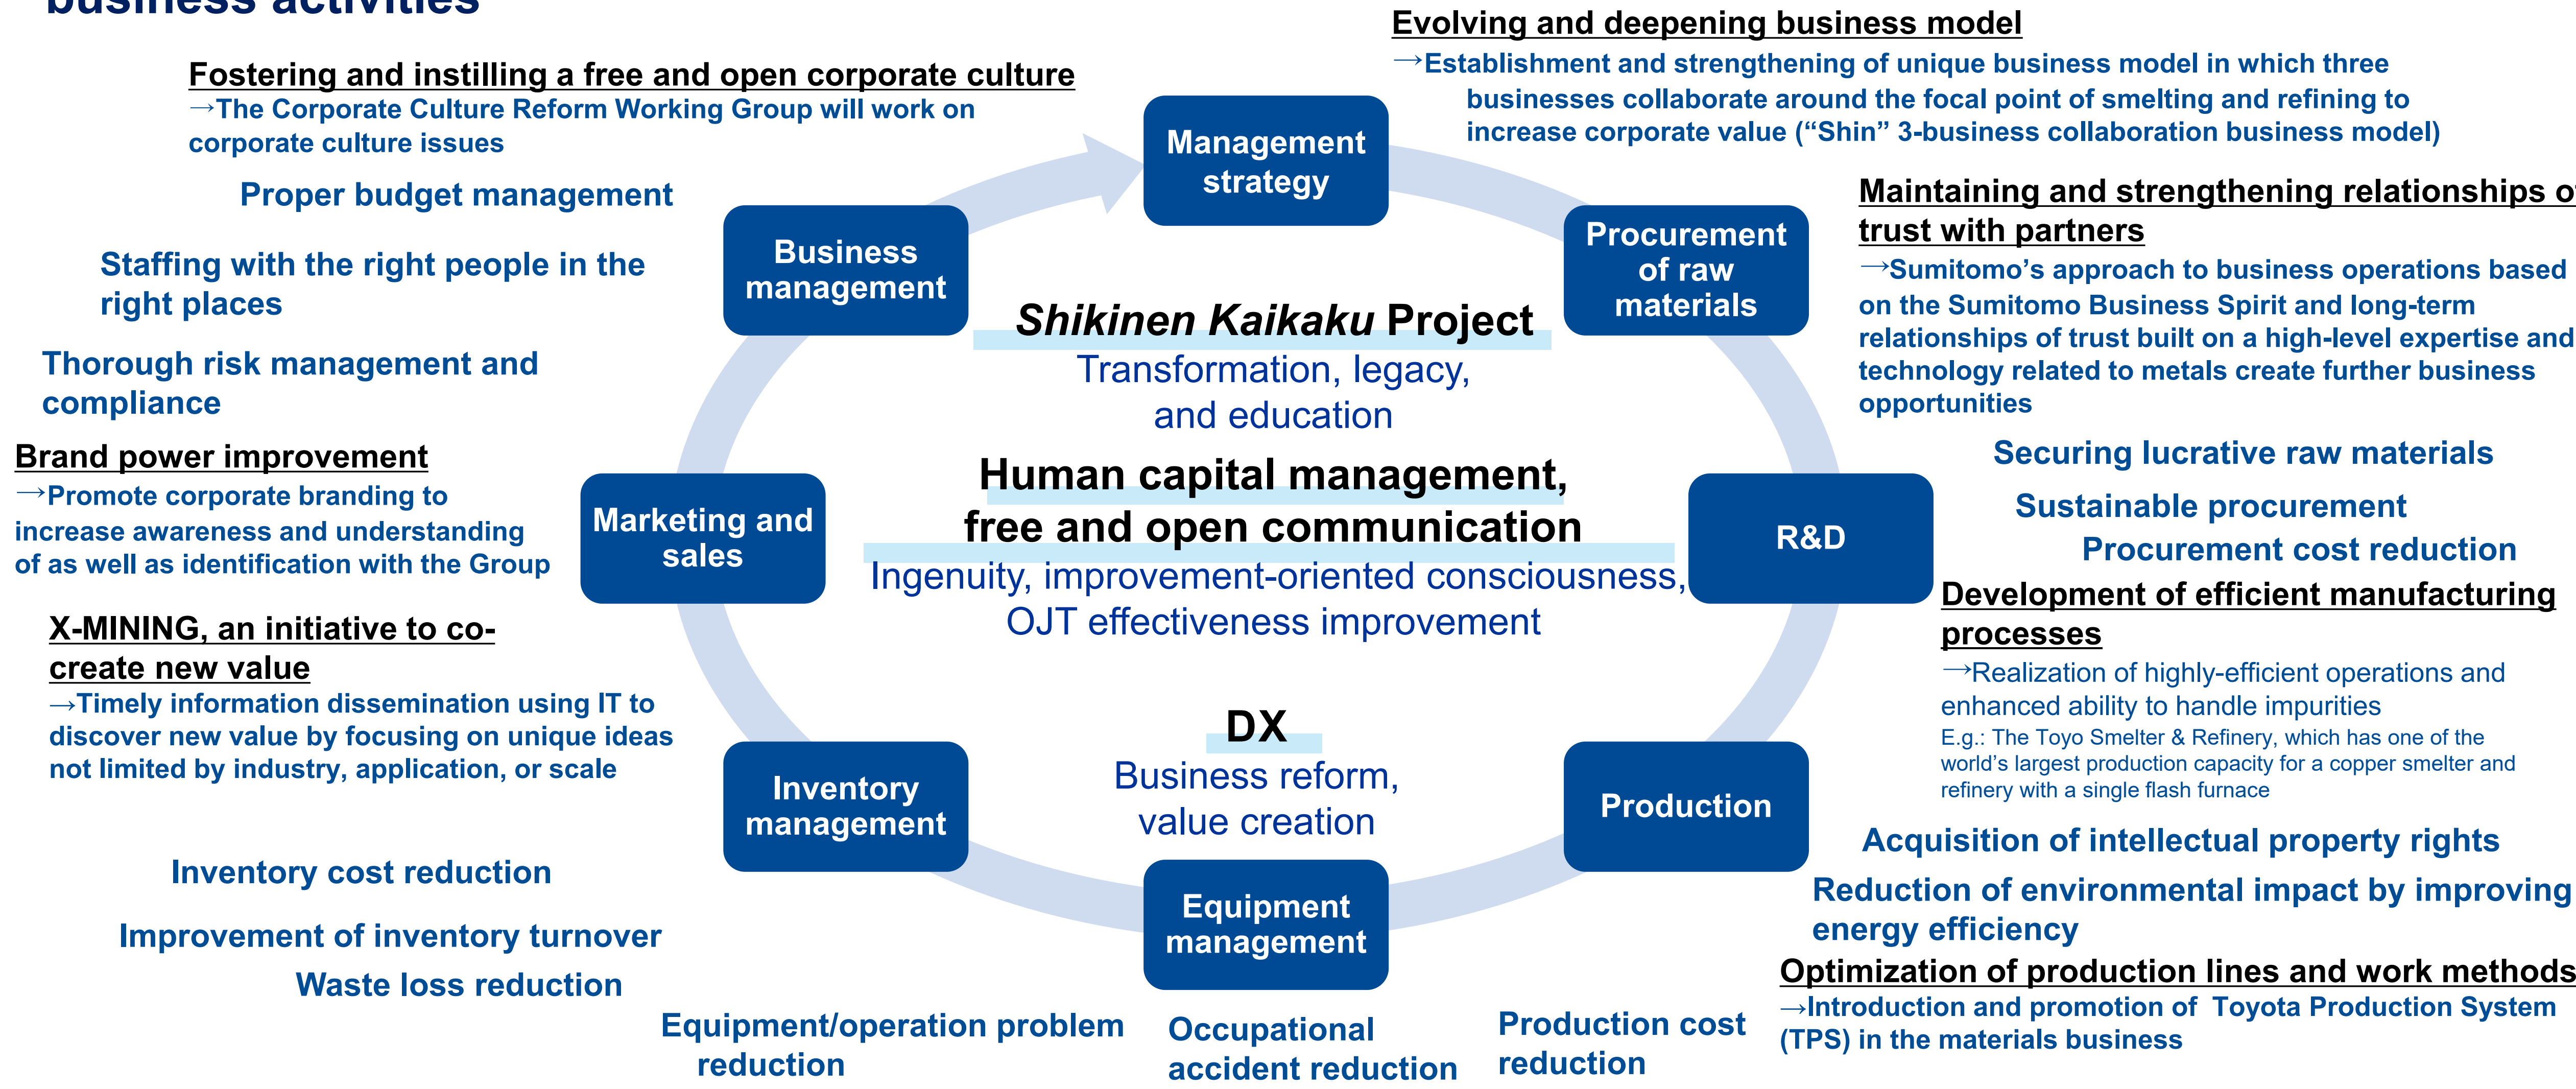 business activities
Fostering and instilling a free and open corporate culture
→The Corporate Culture Reform Working Group will work on
corporate culture issues
Proper budget management
Staffing with the right people in the
right places
Thorough risk management and
compliance
Brand power improvement
→Promote corporate branding to
increase awareness and understanding
of as well as identification with the Group
X-MINING, an initiative to co-
create new value
→Timely information dissemination using IT to
discover new value by focusing on unique ideas
not limited by industry, application, or scale
Inventory cost reduction
Improvement of inventory turnover
Waste loss reduction
Equipment/operation problem
reduction
Occupational
accident reduction
Production cost
reduction
Management
strategy
Business
management
Procurement
of raw
materials
Marketing and
sales
R&D
Inventory
management
Production
Equipment
management
Shikinen Kaikaku Project
Transformation, legacy,
and education
Human capital management,
free and open communication
Ingenuity, improvement-oriented consciousness,
OJT effectiveness improvement
DX
Business reform,
value creation
Evolving and deepening business model
→Establishment and strengthening of unique business model in which three
businesses collaborate around the focal point of smelting and refining to
increase corporate value (“Shin” 3-business collaboration business model)
Maintaining and strengthening relationships of
trust with partners
→Sumitomo’s approach to business operations based
on the Sumitomo Business Spirit and long-term
relationships of trust built on a high-level expertise and
technology related to metals create further business
opportunities
Securing lucrative raw materials
Sustainable procurement
Procurement cost reduction
Development of efficient manufacturing
processes
→Realization of highly-efficient operations and
enhanced ability to handle impurities
E.g.: The Toyo Smelter & Refinery, which has one of the
world’s largest production capacity for a copper smelter and
refinery with a single flash furnace
Acquisition of intellectual property rights
Reduction of environmental impact by improving
energy efficiency
Optimization of production lines and work methods
→Introduction and promotion of Toyota Production System
(TPS) in the materials business